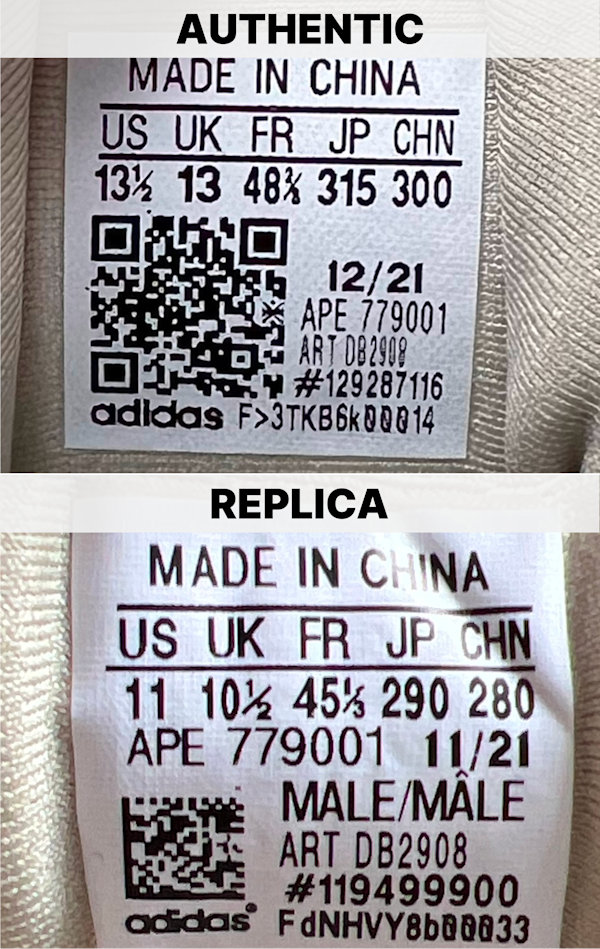 AUTHENTIC
MADE IN CHINA
US UK FR JP CHN
13½ 13 48⅔ 315 300
12/21
APE 779001
ART DB2908
#129287116
adidas F>3TKB6k00014
REPLICA
MADE IN CHINA
US UK FR JP CHN
11 10½ 45⅓ 290 280
APE 779001 11/21
MALE/MÂLE
ART DB2908
#119499900
adidas® FdNHVY8b00033